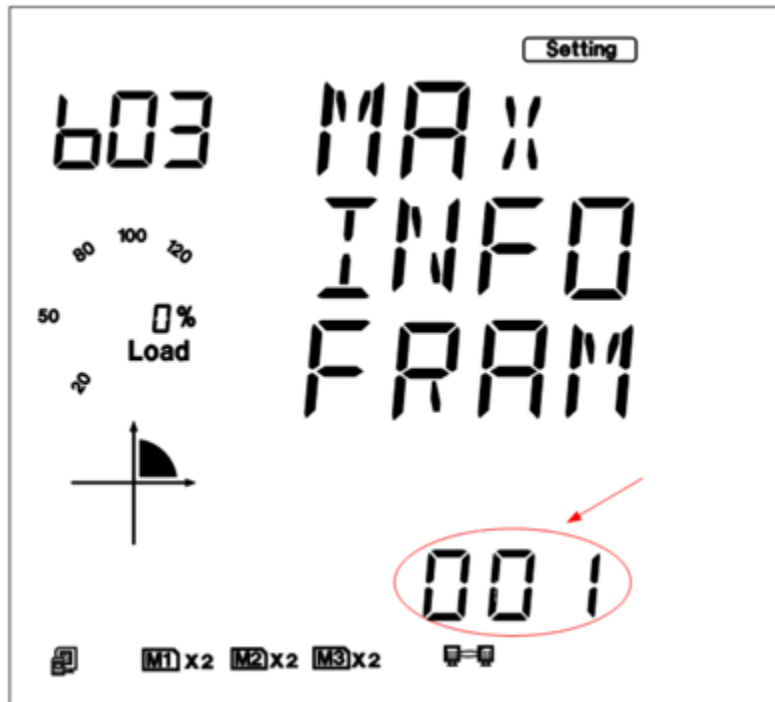 Setting
b03 MAX
INFO
FRAM
100
80 120
50 0%
Load
20
001
M1 X2 M2 X2 M3 X2